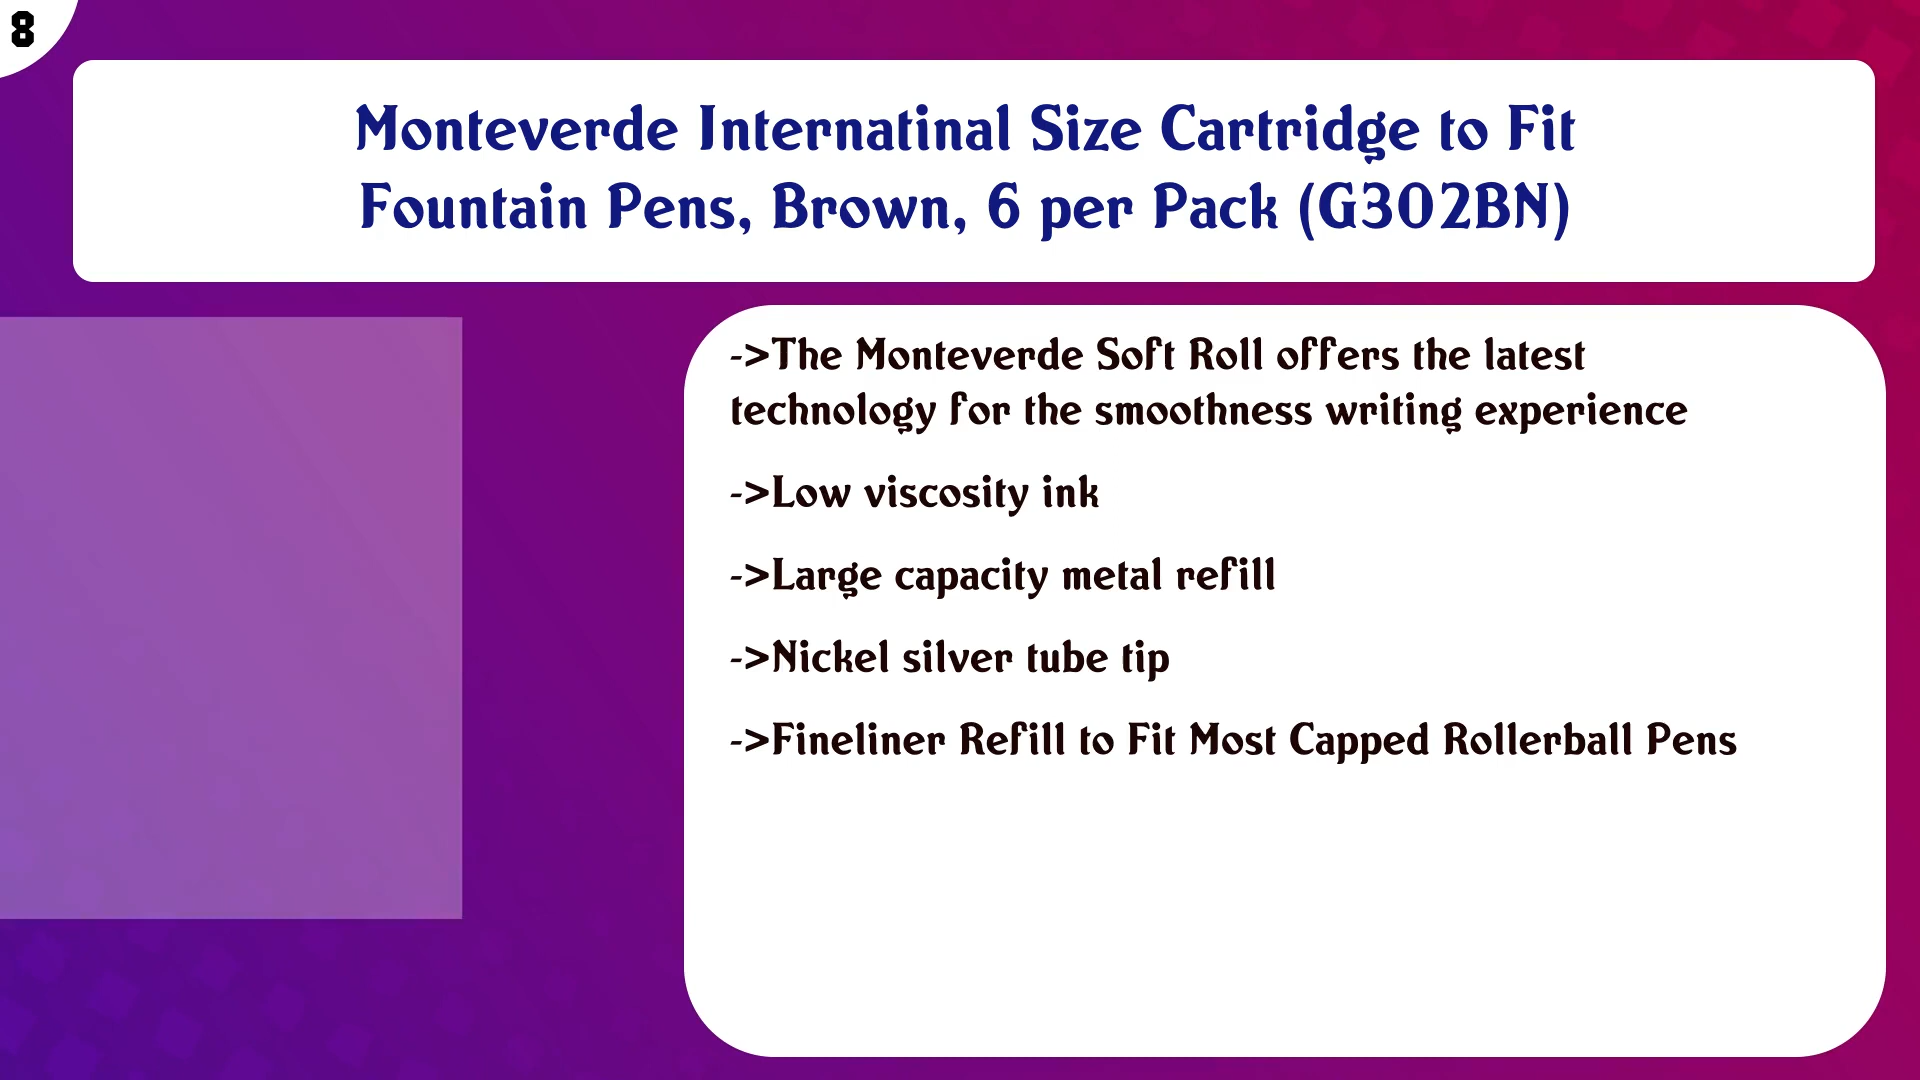 8
Monteverde Internatinal Size Cartridge to Fit
Fountain Pens, Brown, 6 per Pack (G302BN)
->The Monteverde Soft Roll offers the latest
technology for the smoothness writing experience
->Low viscosity ink
->Large capacity metal refill
->Nickel silver tube tip
->Fineliner Refill to Fit Most Capped Rollerball Pens